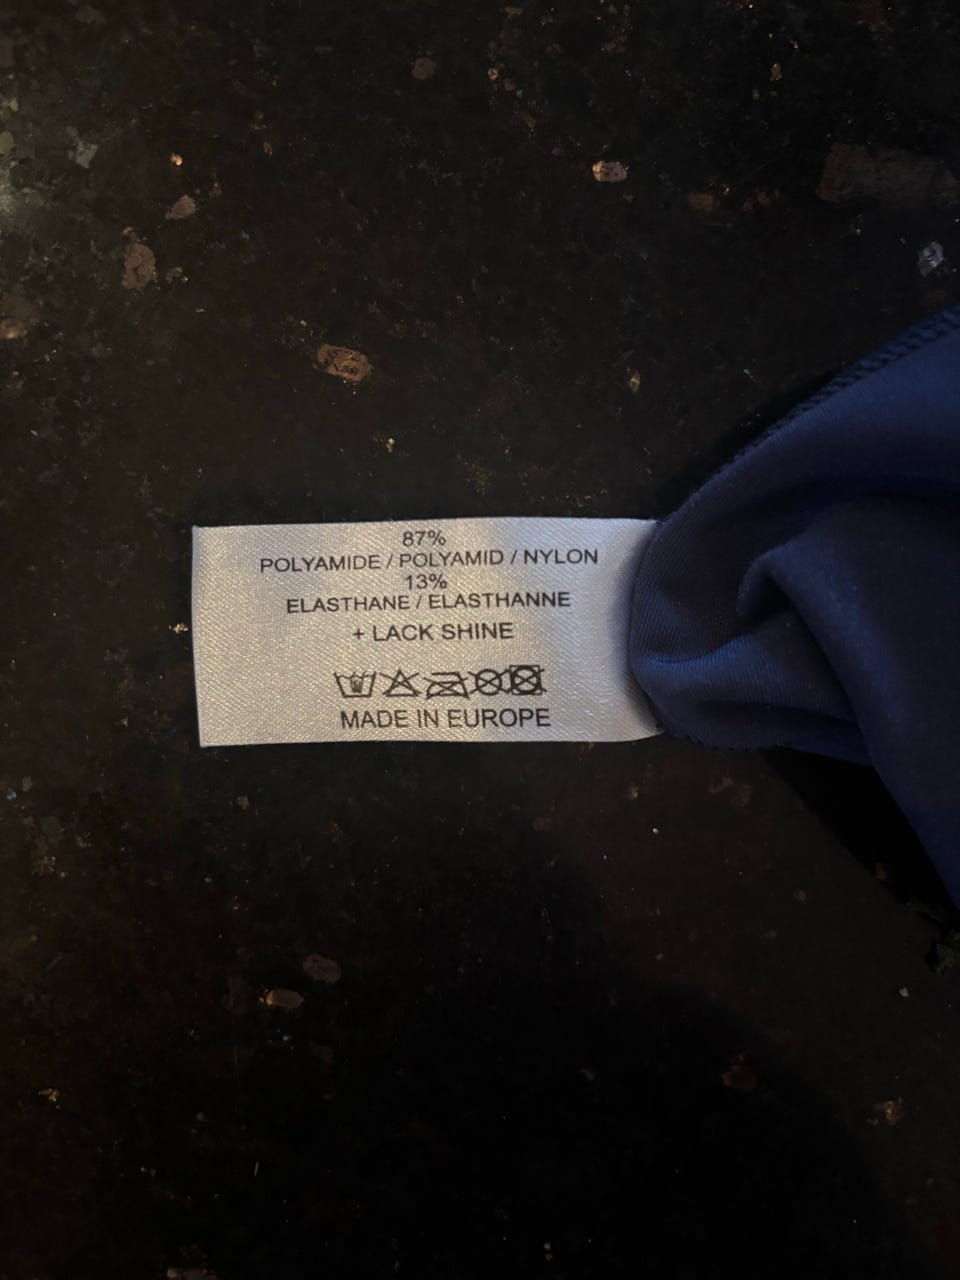 87%
POLYAMIDE / POLYAMID / NYLON
13%
ELASTHANE / ELASTHANNE
+ LACK SHINE
MADE IN EUROPE